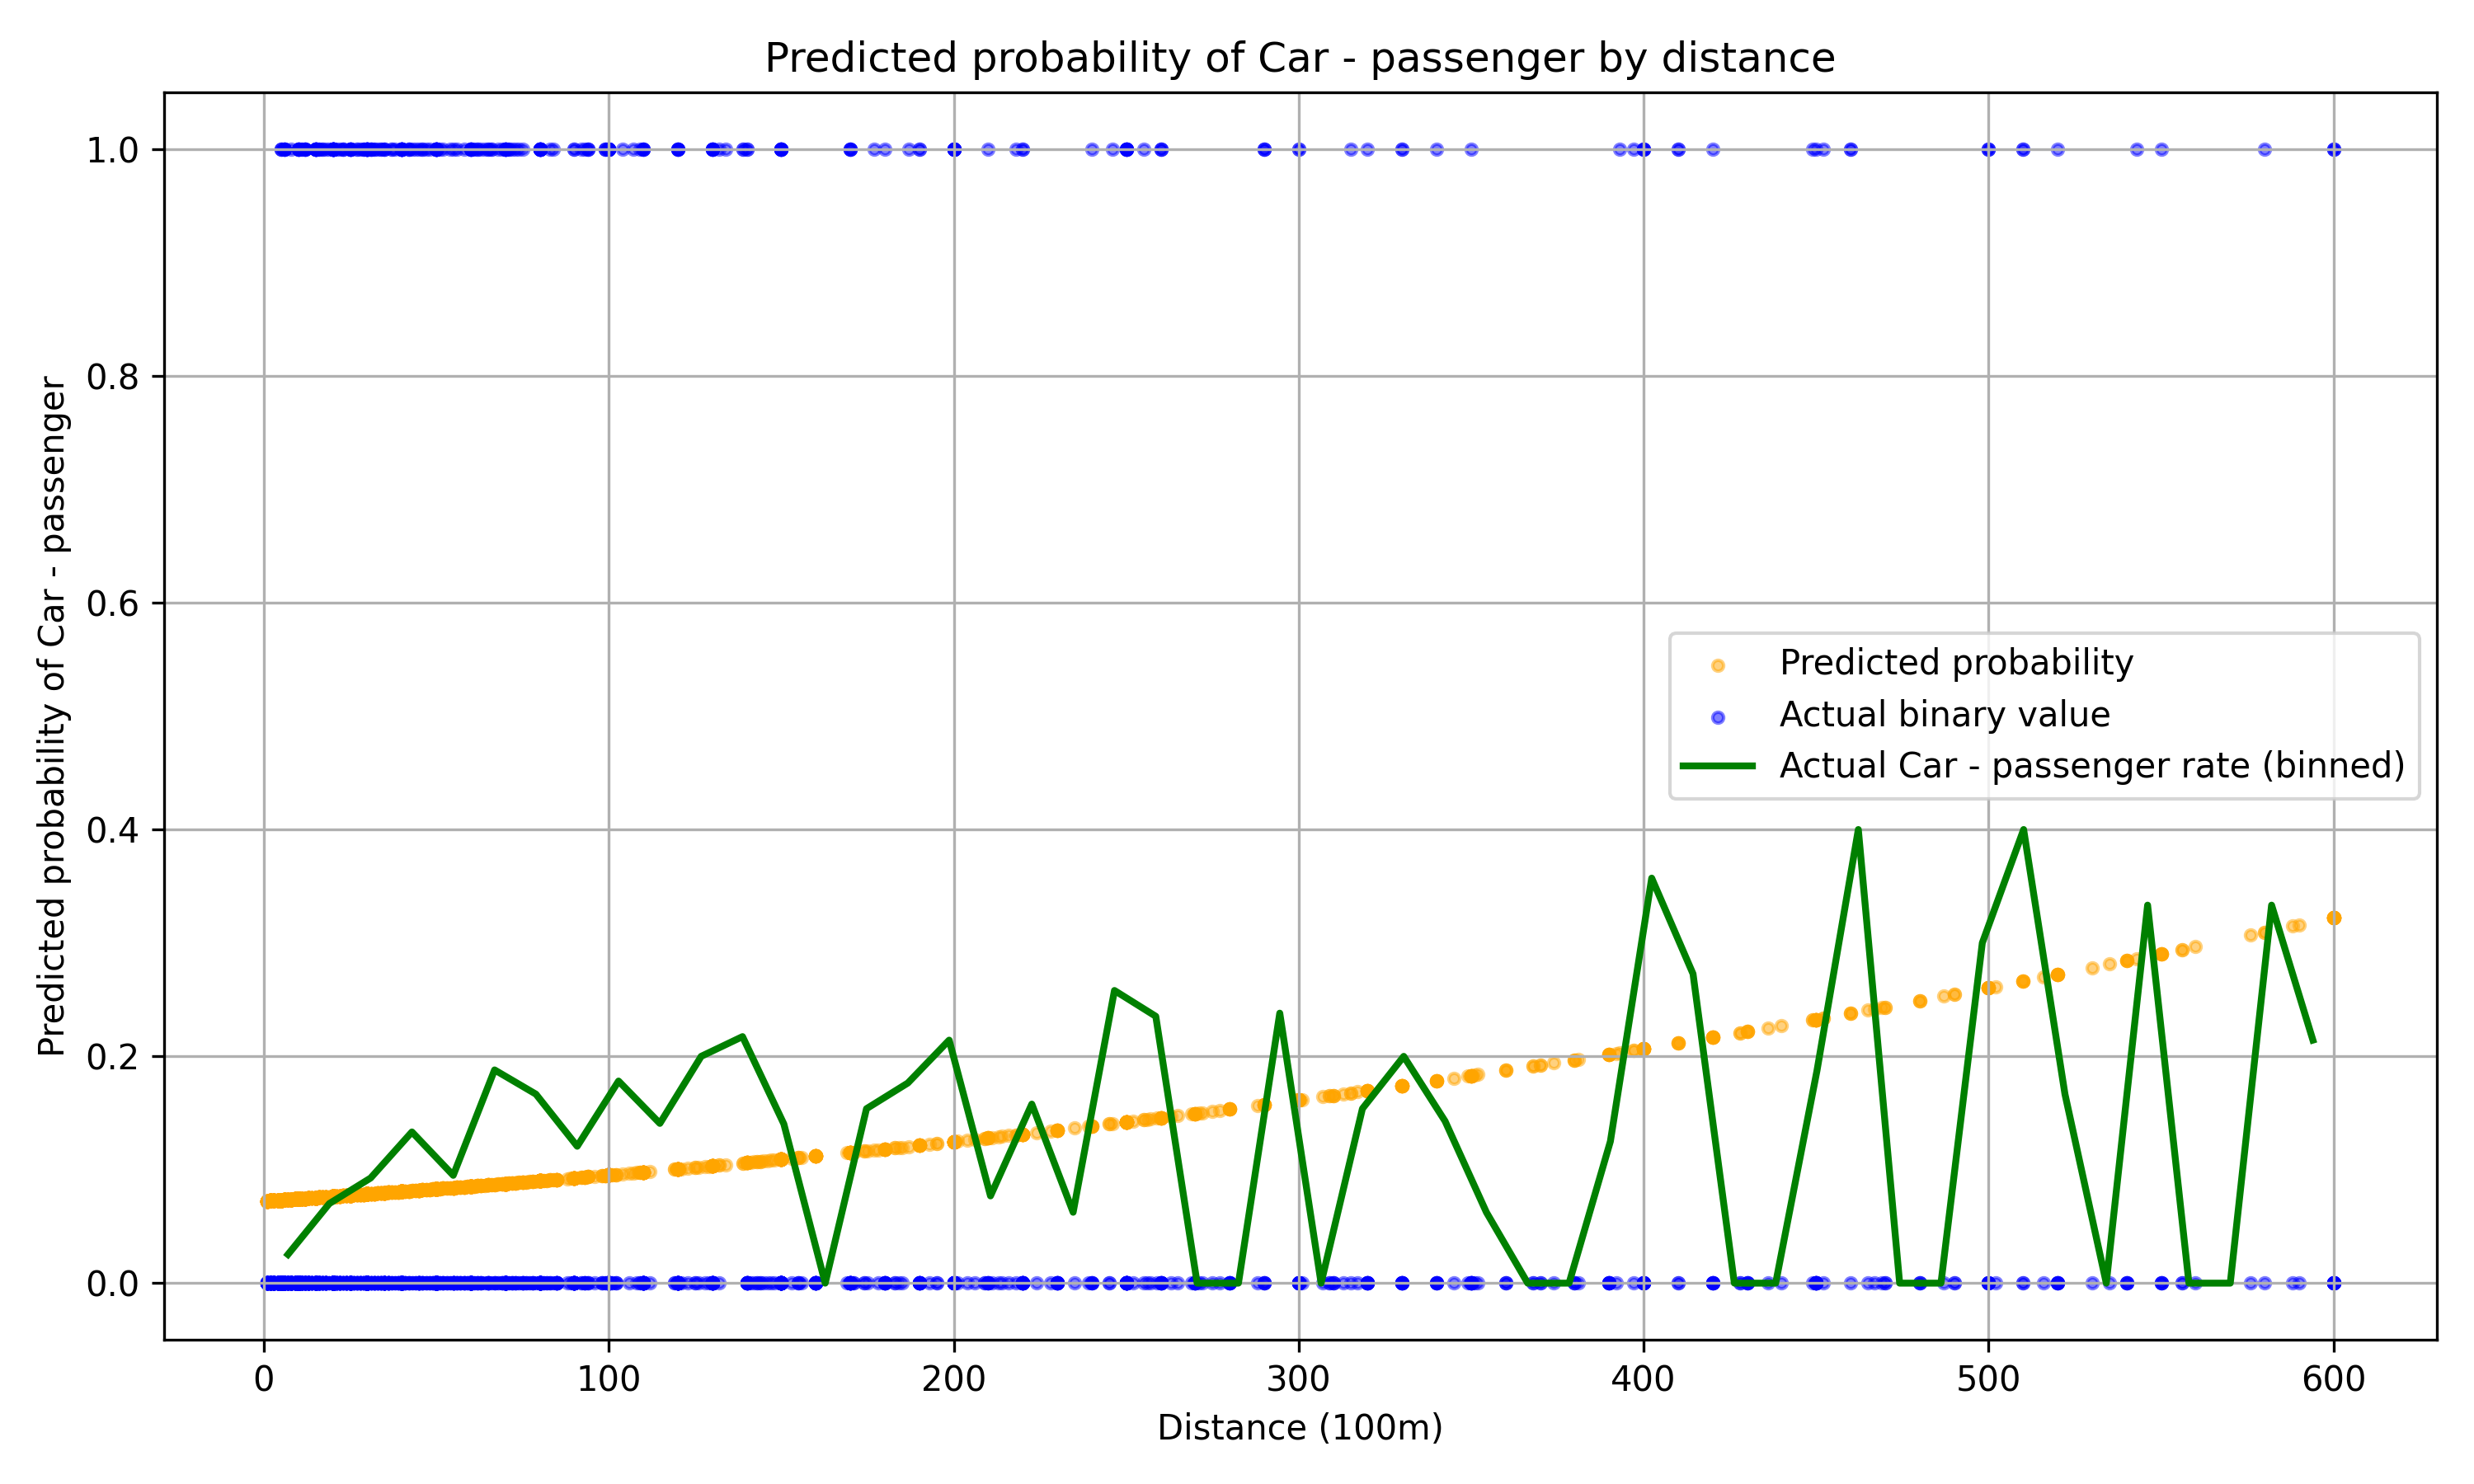 Predicted probability of Car - passenger by distance
Predicted probability of Car - passenger
1.0
0.8
0.6
0.4
0.2
0.0
Predicted probability
Actual binary value
Actual Car - passenger rate (binned)
0 100 200 300 400 500 600
Distance (100m)